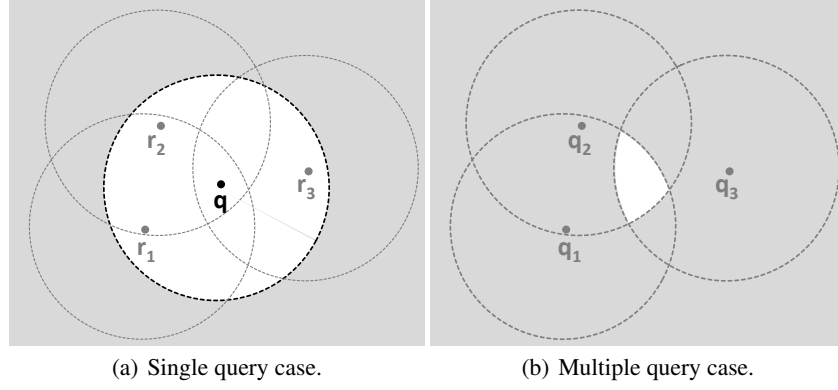 r₂
r₃
q
r₁
q₂
q₃
q₁
(a) Single query case.
(b) Multiple query case.